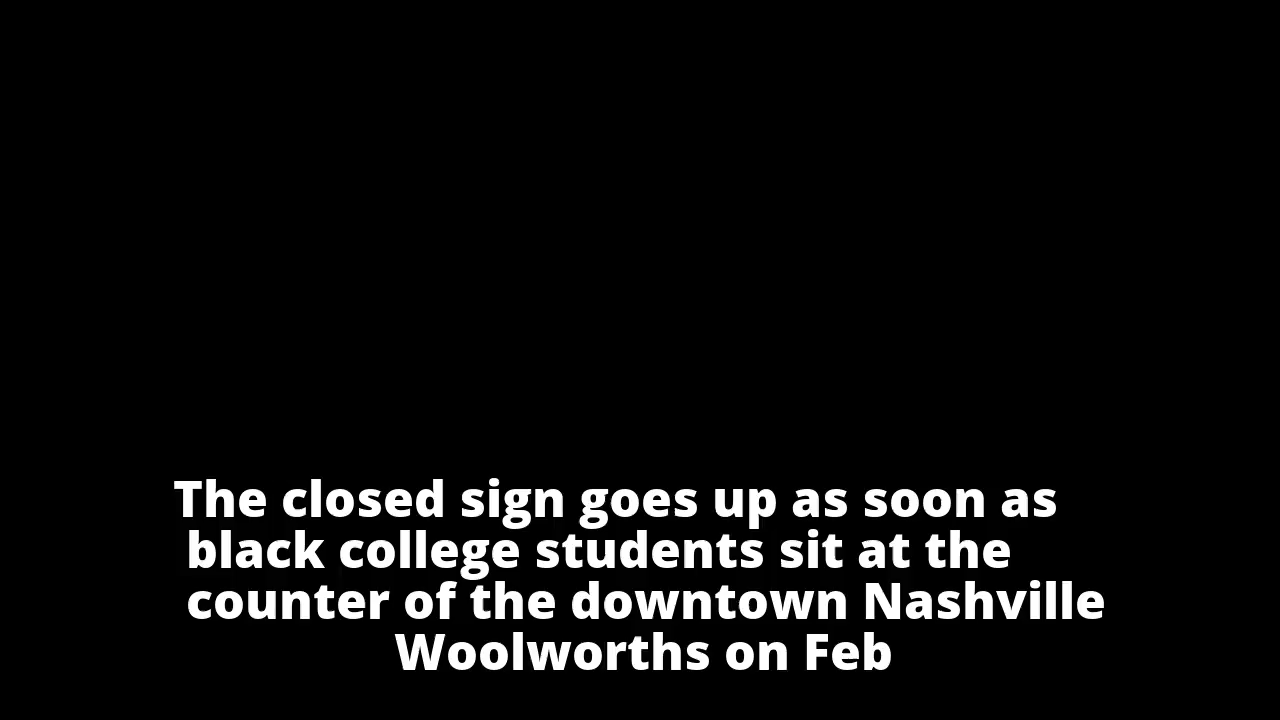 The closed sign goes up as soon as
black college students sit at the
counter of the downtown Nashville
Woolworths on Feb